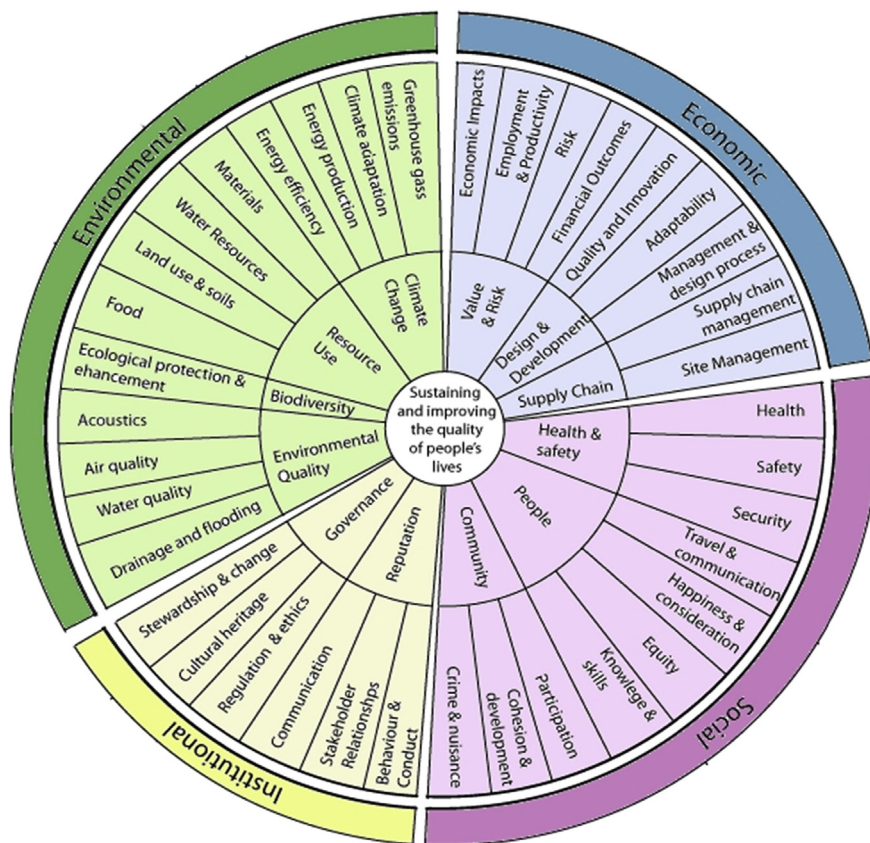 Environmental
Economic
Social
Institutional
Sustaining
and improving
the quality
of people's
lives
Climate
Change
Resource
Use
Biodiversity
Environmental
Quality
Value
& Risk
Design &
Development
Supply Chain
Health &
safety
People
Community
Reputation
Governance
Greenhouse gass
emissions
Climate adaptation
Energy production
Energy efficiency
Materials
Water Resources
Land use & soils
Food
Ecological protection &
ehancement
Acoustics
Air quality
Water quality
Drainage and flooding
Economic Impacts
Employment
& Productivity
Risk
Financial Outcomes
Quality and Innovation
Adaptability
Management &
design process
Supply chain
management
Site Management
Health
Safety
Security
Travel &
communication
Happiness &
consideration
Equity
Knowlege &
skills
Participation
Cohesion &
development
Crime & nuisance
Behaviour &
Conduct
Stakeholder
Relationshps
Communication
Regulation & ethics
Cultural heritage
Stewardship & change